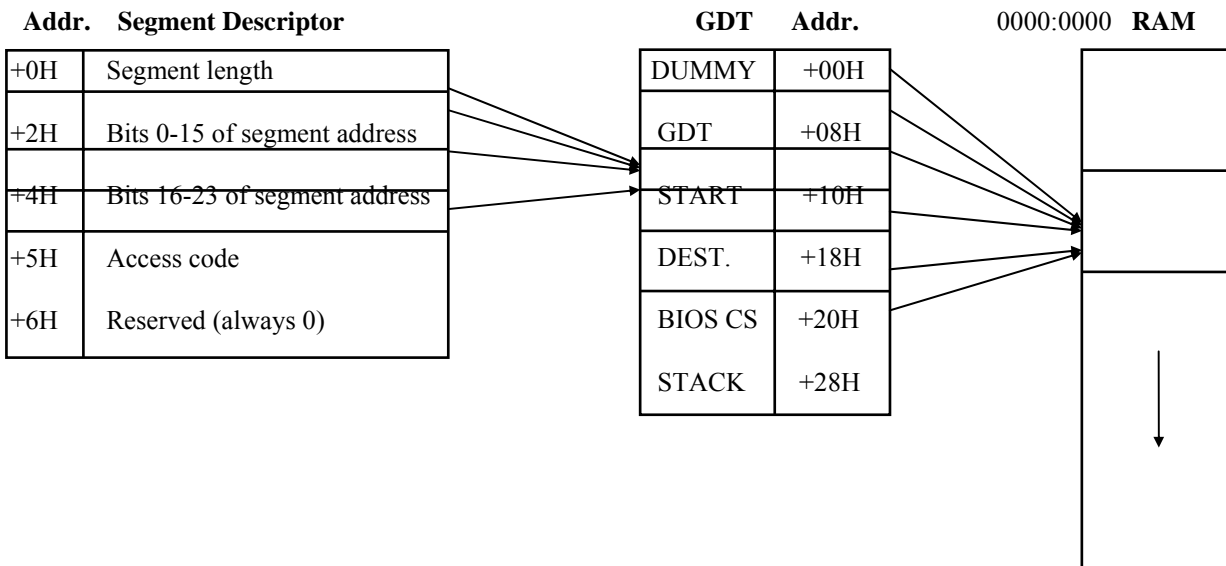 Addr. Segment Descriptor
+0H Segment length
+2H Bits 0-15 of segment address
+4H Bits 16-23 of segment address
+5H Access code
+6H Reserved (always 0)
GDT Addr.
DUMMY +00H
GDT +08H
START +10H
DEST. +18H
BIOS CS +20H
STACK +28H
0000:0000 RAM